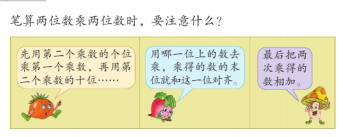 笔算两位数乘两位数时，要注意什么？
先用第二个乘数的个位
乘第一个乘数，再用第
二个乘数的十位……
用哪一位上的数去
乘，乘得的数的末
位就和这一位对齐。
最后把两
次乘得的
数相加。